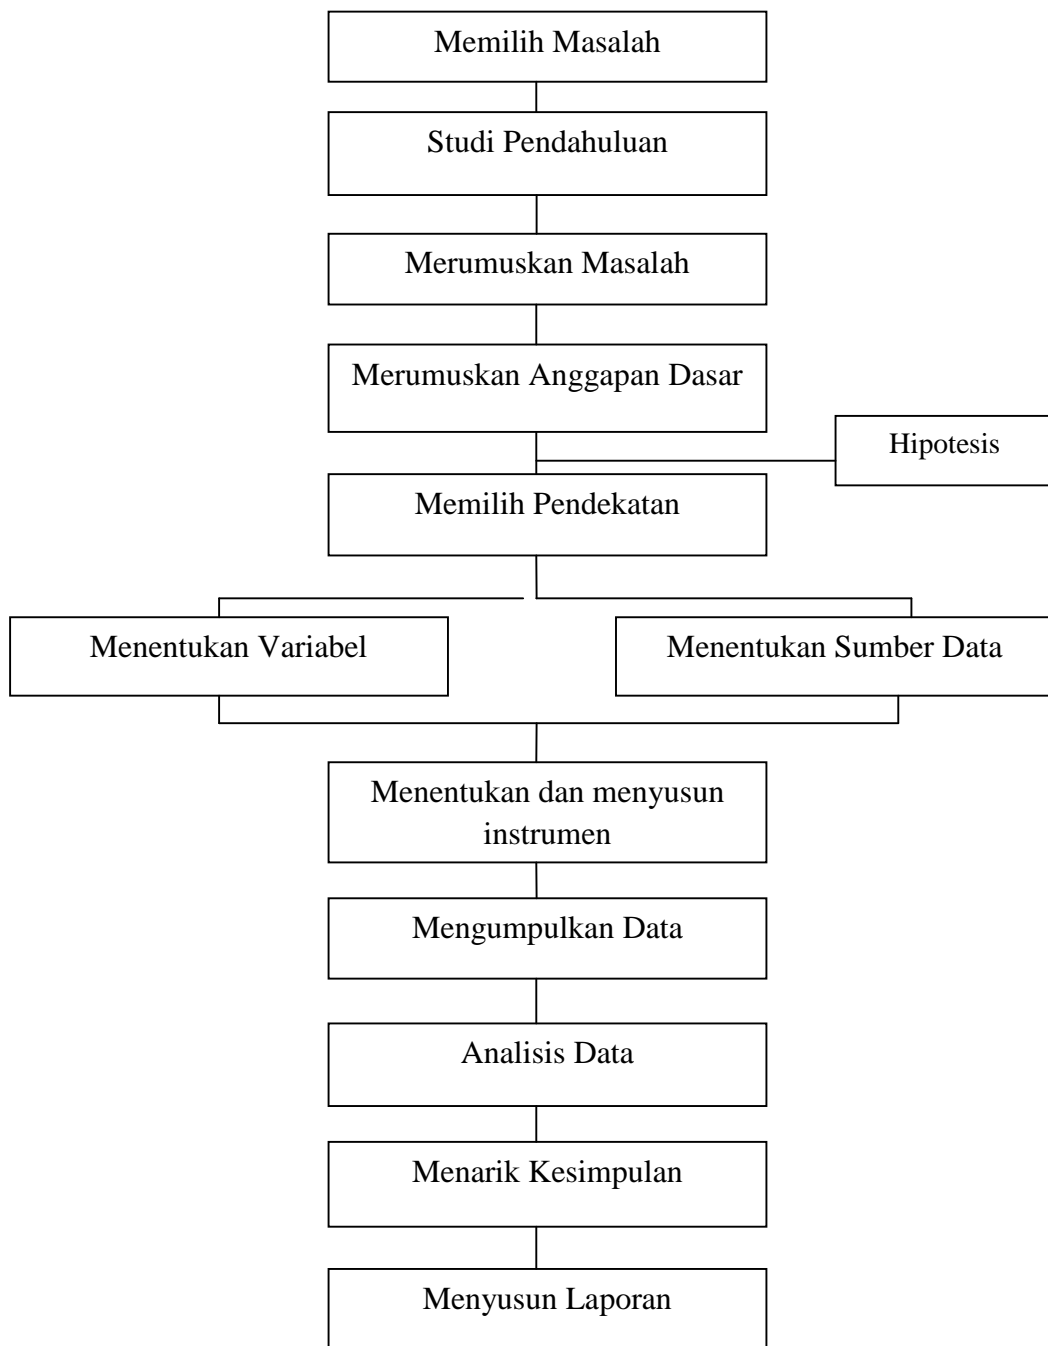 Memilih Masalah
Studi Pendahuluan
Merumuskan Masalah
Merumuskan Anggapan Dasar
Hipotesis
Memilih Pendekatan
Menentukan Variabel
Menentukan Sumber Data
Menentukan dan menyusun
instrumen
Mengumpulkan Data
Analisis Data
Menarik Kesimpulan
Menyusun Laporan